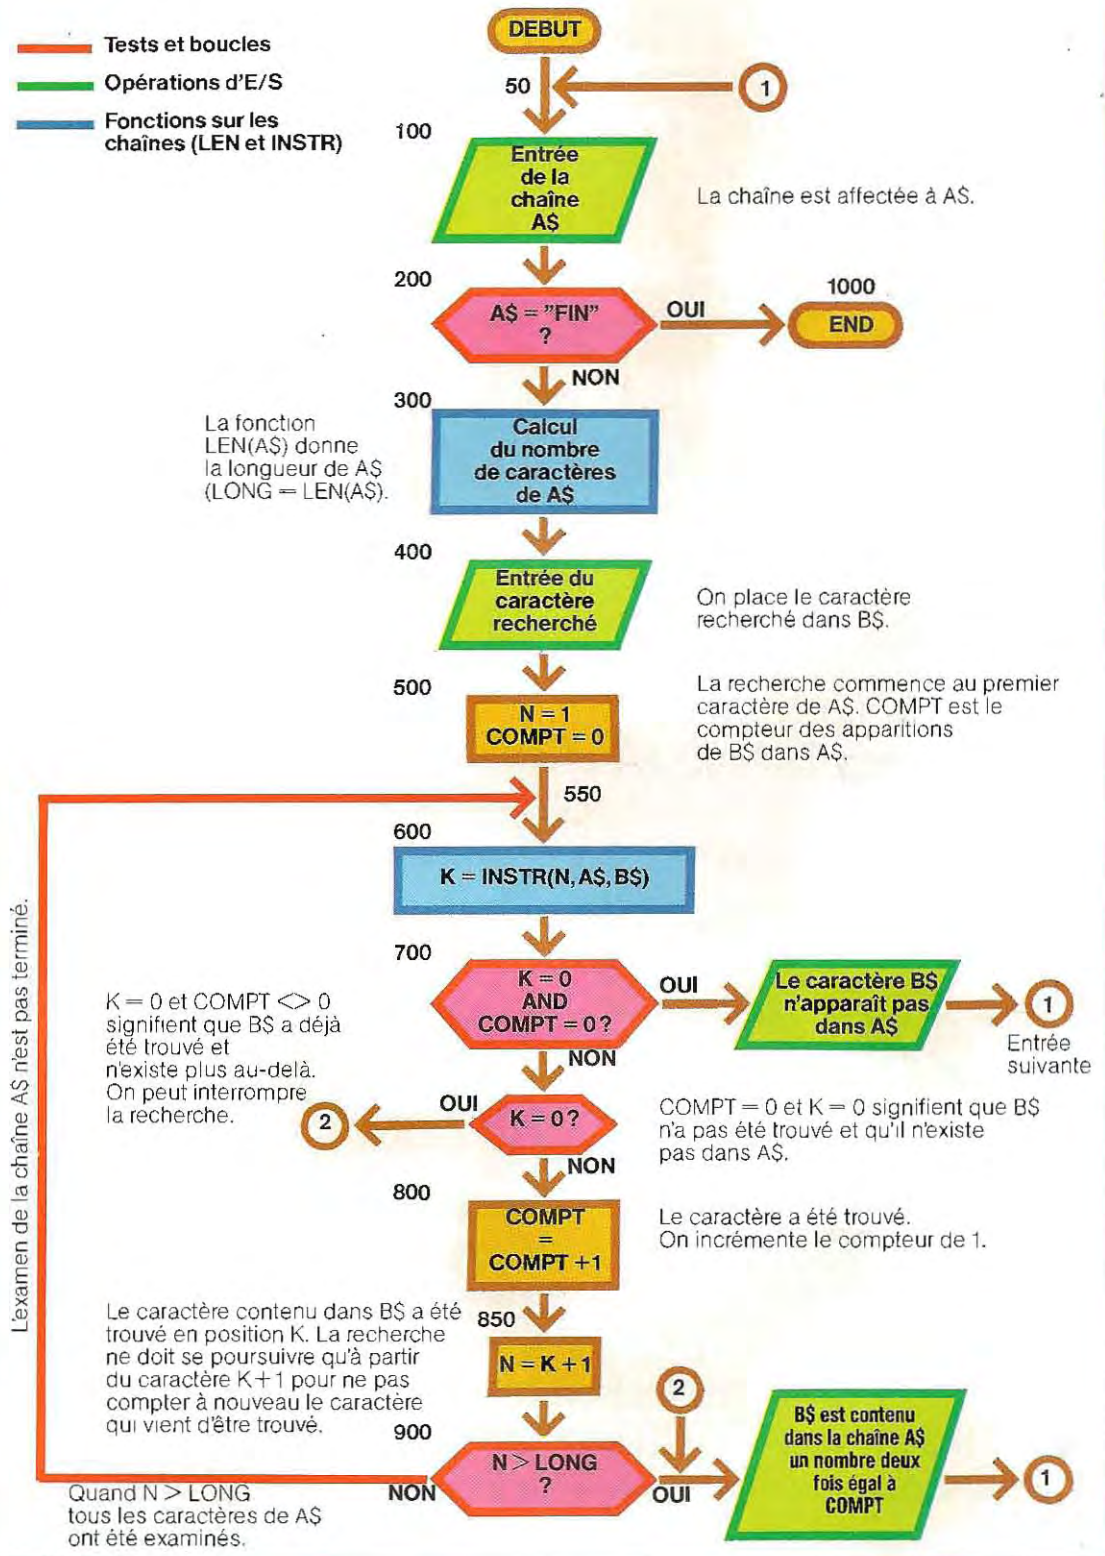 DEBUT
Tests et boucles
Opérations d'E/S
Fonctions sur les
chaînes (LEN et INSTR)
50
1
100
Entrée
de la
chaîne
A$
La chaîne est affectée à A$.
200
A$ = "FIN"
?
OUI
1000
END
NON
300
La fonction
LEN(A$) donne
la longueur de A$
(LONG = LEN(A$).
Calcul
du nombre
de caractères
de A$
400
Entrée du
caractère
recherché
On place le caractère
recherché dans B$.
500
N = 1
COMPT = 0
La recherche commence au premier
caractère de A$. COMPT est le
compteur des apparitions
de B$ dans A$.
550
600
K = INSTR(N, A$, B$)
700
K = 0
AND
COMPT = 0?
OUI
Le caractère B$
n'apparaît pas
dans A$
1
Entrée
suivante
NON
K = 0 et COMPT <> 0
signifient que B$ a déjà
été trouvé et
n'existe plus au-delà.
On peut interrompre
la recherche.
2
OUI
K = 0?
COMPT = 0 et K = 0 signifient que B$
n'a pas été trouvé et qu'il n'existe
pas dans A$.
NON
800
COMPT
=
COMPT +1
Le caractère a été trouvé.
On incrémente le compteur de 1.
L'examen de la chaîne A$ n'est pas terminé.
Le caractère contenu dans B$ a été
trouvé en position K. La recherche
ne doit se poursuivre qu'à partir
du caractère K+1 pour ne pas
compter à nouveau le caractère
qui vient d'être trouvé.
850
N = K + 1
2
900
N > LONG
?
NON
OUI
B$ est contenu
dans la chaîne A$
un nombre deux
fois égal à
COMPT
1
Quand N > LONG
tous les caractères de A$
ont été examinés.